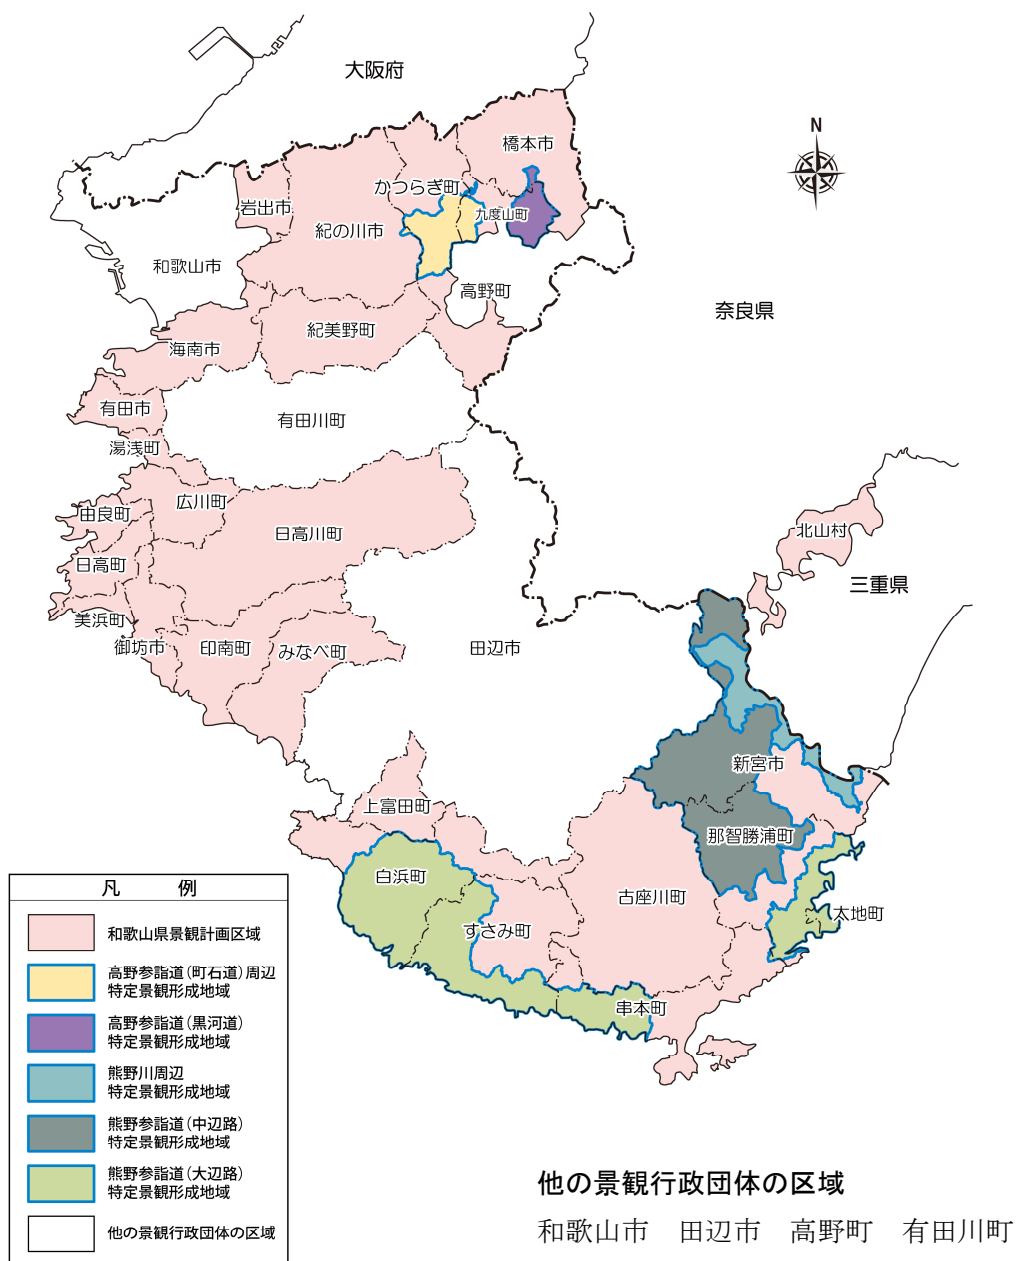 大阪府
N
橋本市
かつらぎ町
岩出市
九度山町
紀の川市
和歌山市
高野町
奈良県
紀美野町
海南市
有田市
有田川町
湯浅町
広川町
由良町
日高川町
北山村
日高町
三重県
美浜町
御坊市
印南町
みなべ町
田辺市
新宮市
上富田町
那智勝浦町
白浜町
古座川町
太地町
すさみ町
串本町
凡 例
和歌山県景観計画区域
高野参詣道(町石道)周辺
特定景観形成地域
高野参詣道(黒河道)
特定景観形成地域
熊野川周辺
特定景観形成地域
熊野参詣道(中辺路)
特定景観形成地域
熊野参詣道(大辺路)
特定景観形成地域
他の景観行政団体の区域
他の景観行政団体の区域
和歌山市 田辺市 高野町 有田川町